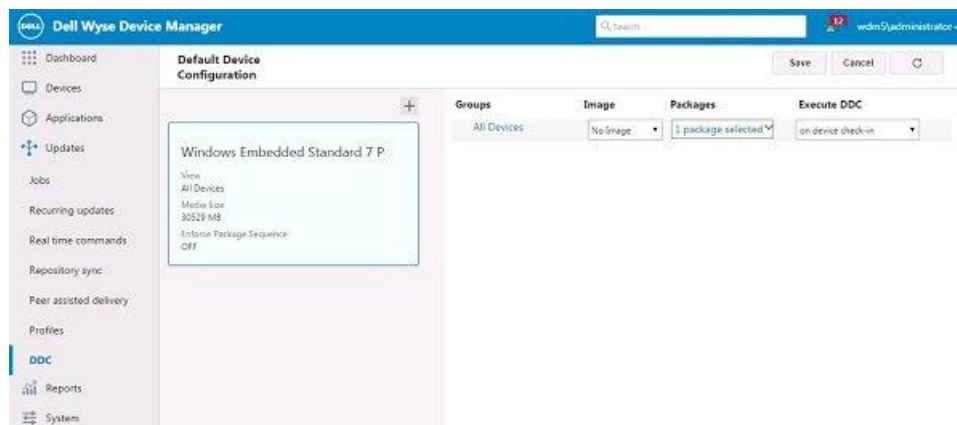 DELL
Dell Wyse Device Manager
Search
12
wdm5\administrator
Dashboard
Devices
Applications
Updates
Jobs
Recurring updates
Real time commands
Repository sync
Peer assisted delivery
Profiles
DDC
Reports
System
Default Device
Configuration
Save Cancel
+
Windows Embedded Standard 7 P
View
All Devices
Media Size
30529 MB
Enforce Package Sequence
OFF
Groups Image Packages Execute DDC
All Devices No Image 1 package selected on device check-in